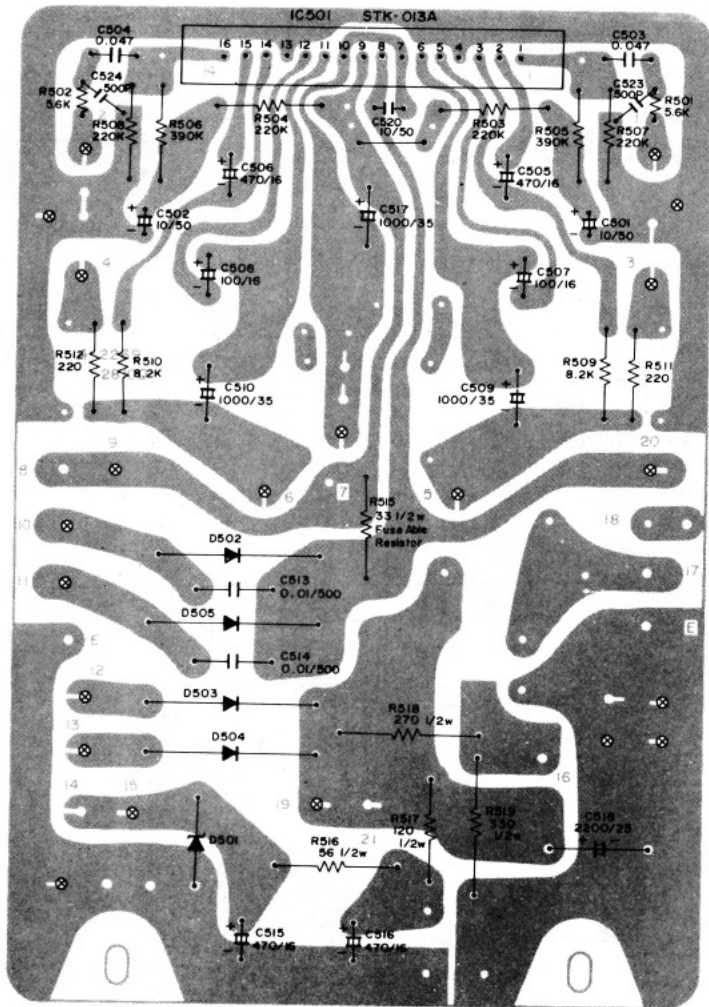 IC501 STK-013A
16 15 14 13 12 11 10 9 8 7 6 5 4 3 2 1
C504
0.047
C503
0.047
14
R502
5.6K
C524
500P
R508
220K
R506
390K
R504
220K
C520
10/50
R503
220K
R505
390K
C523
500P
R507
220K
R501
5.6K
C506
470/16
C505
470/16
C502
10/50
C517
1000/35
C501
10/50
4
C508
100/16
C507
100/16
3
R512
220
R510
8.2K
R509
8.2K
R511
220
C510
1000/35
C509
1000/35
8
9
6
7
5
20
R515
33 1/2w
Fuse Able
Resistor
10
D502
18
C513
0.01/500
11
17
D505
E
E
C514
0.01/500
12
D503
R518
270 1/2w
13
D504
14
15
16
19
21
R517
120
1/2w
R519
330
1/2w
C518
2200/25
D501
R516
56 1/2w
C515
470/16
C516
470/16